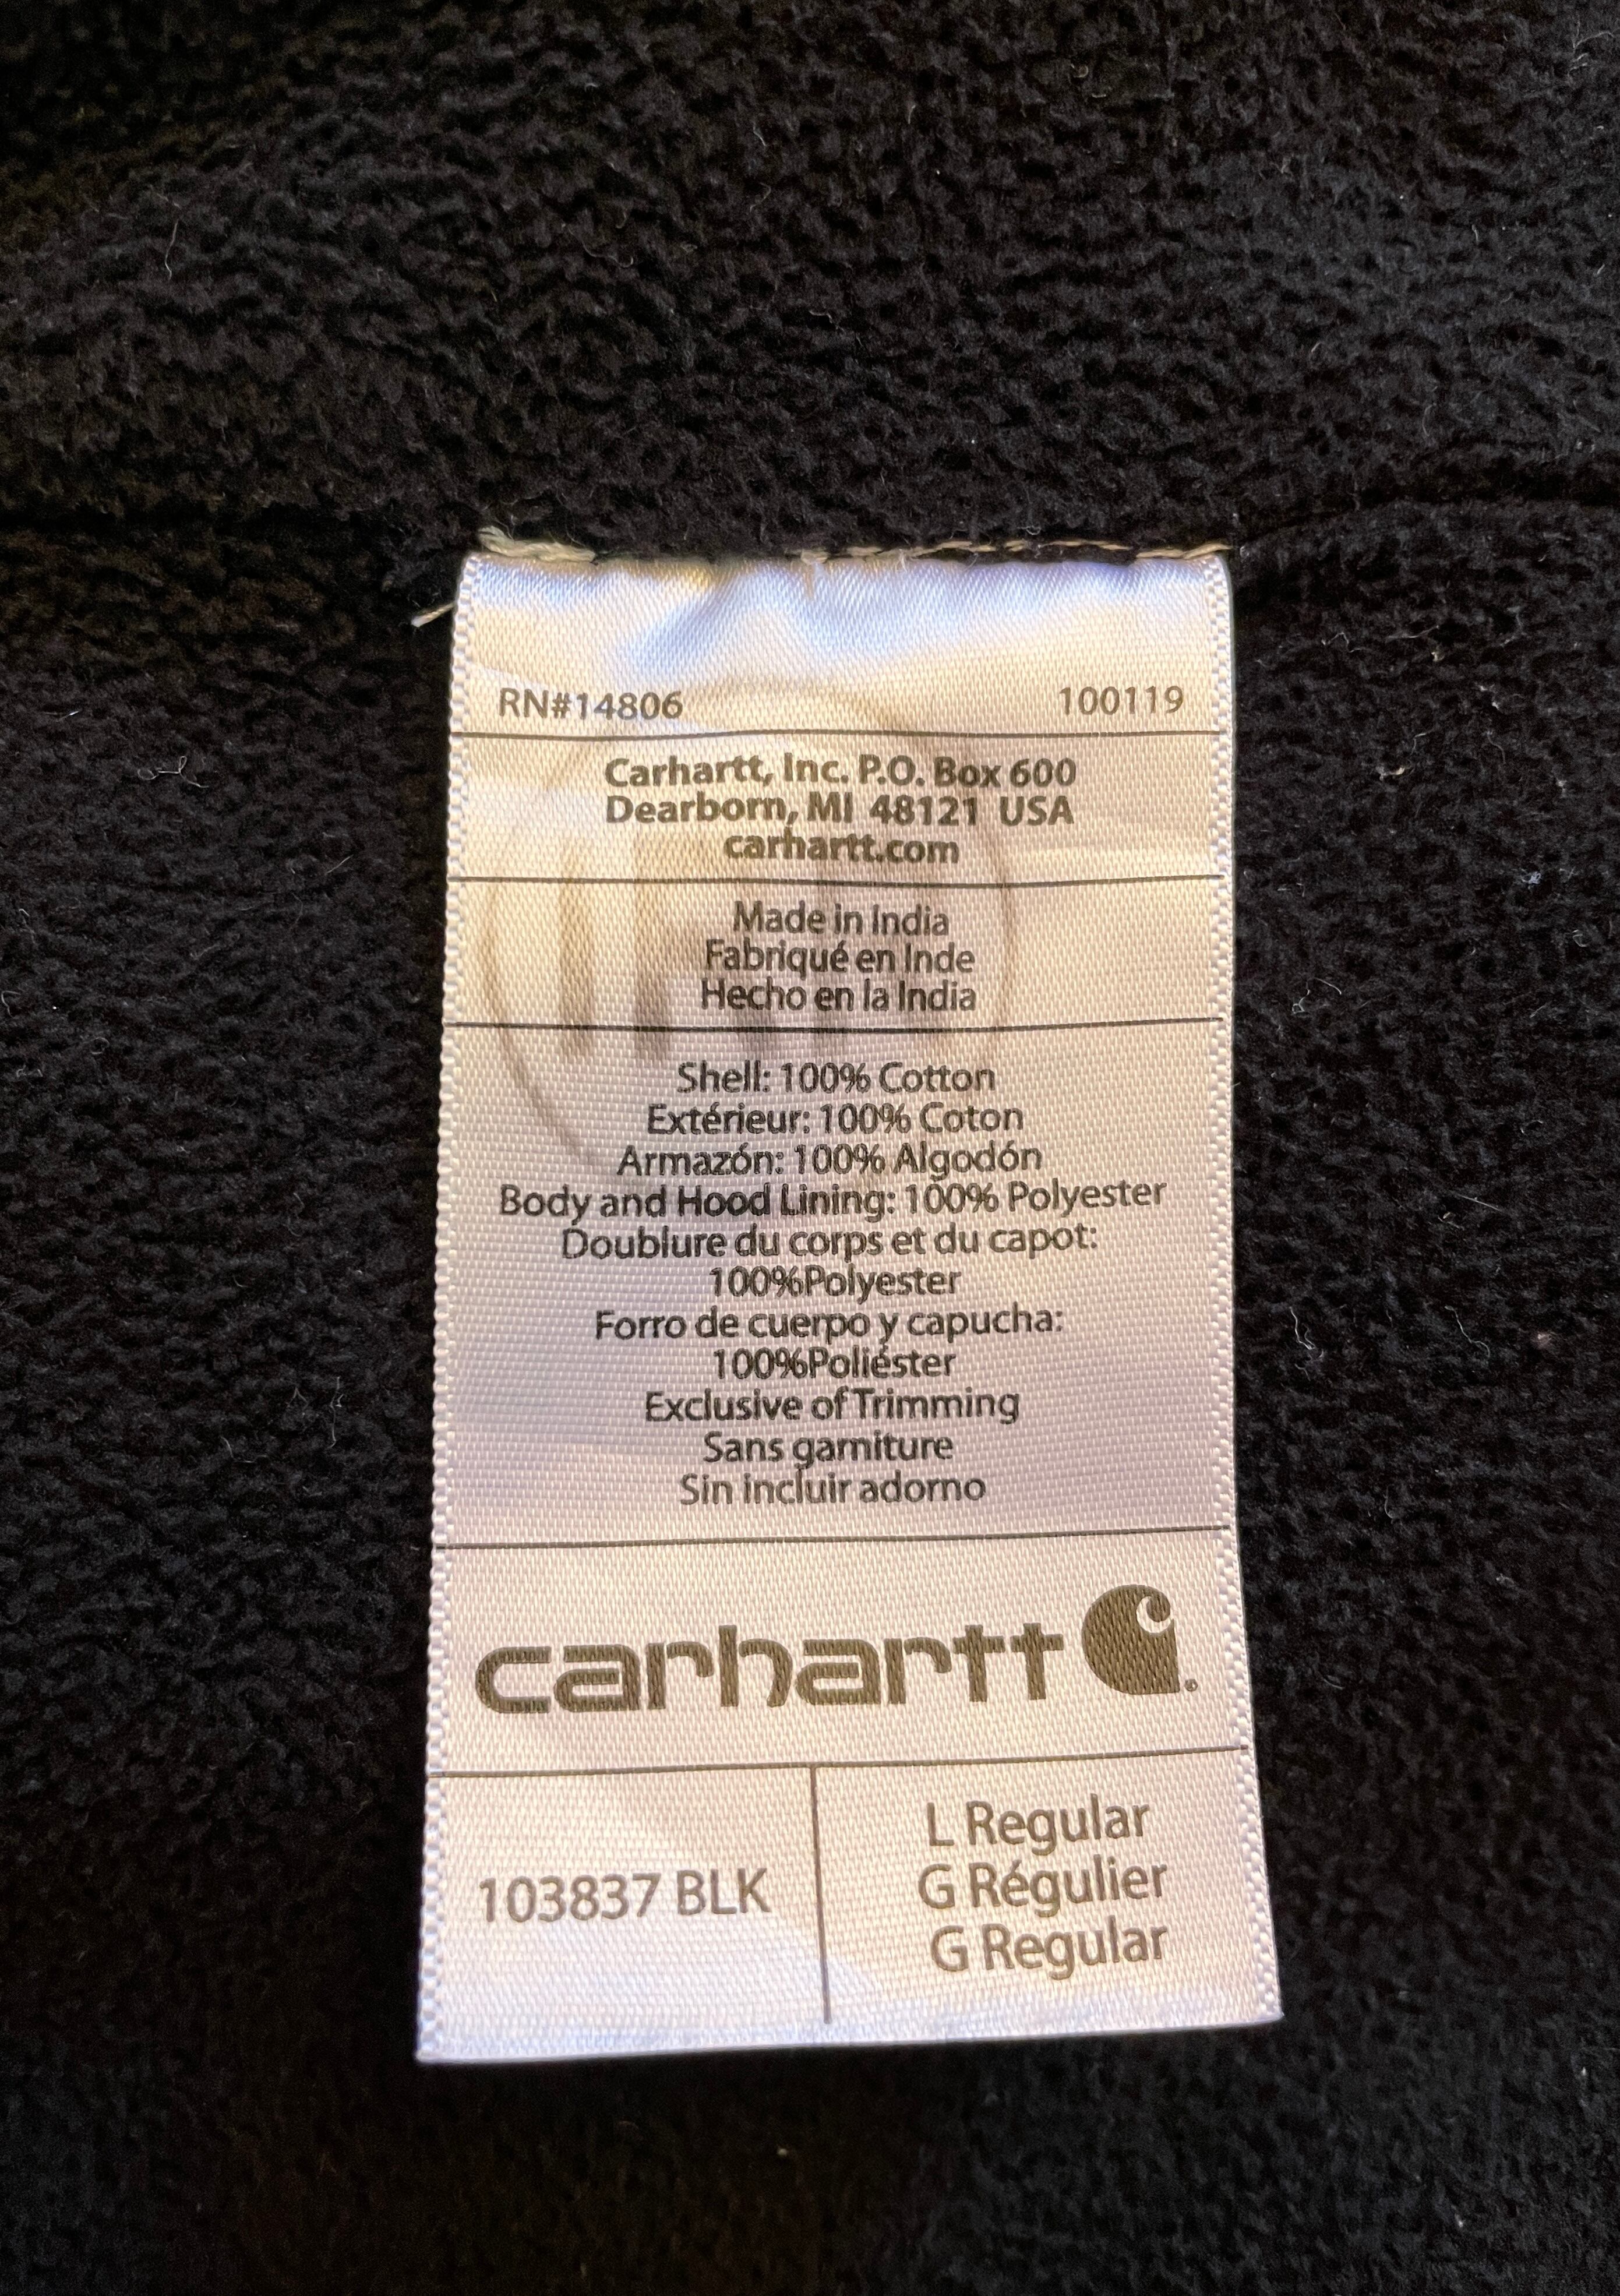 RN#14806 100119
Carhartt, Inc. P.O. Box 600
Dearborn, MI 48121 USA
carhartt.com
Made in India
Fabriqué en Inde
Hecho en la India
Shell: 100% Cotton
Extérieur: 100% Coton
Armazón: 100% Algodón
Body and Hood Lining: 100% Polyester
Doublure du corps et du capot:
100%Polyester
Forro de cuerpo y capucha:
100%Poliéster
Exclusive of Trimming
Sans garniture
Sin incluir adorno
carhartt
103837 BLK
L Regular
G Régulier
G Regular